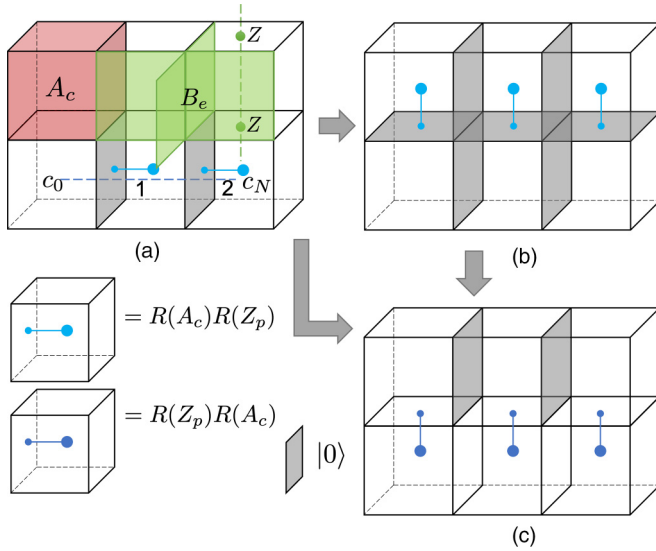 A_c
Z
B_e
Z
c_0
1
2
c_N
(a)
(b)
= R(A_c)R(Z_p)
= R(Z_p)R(A_c)
|0⟩
(c)